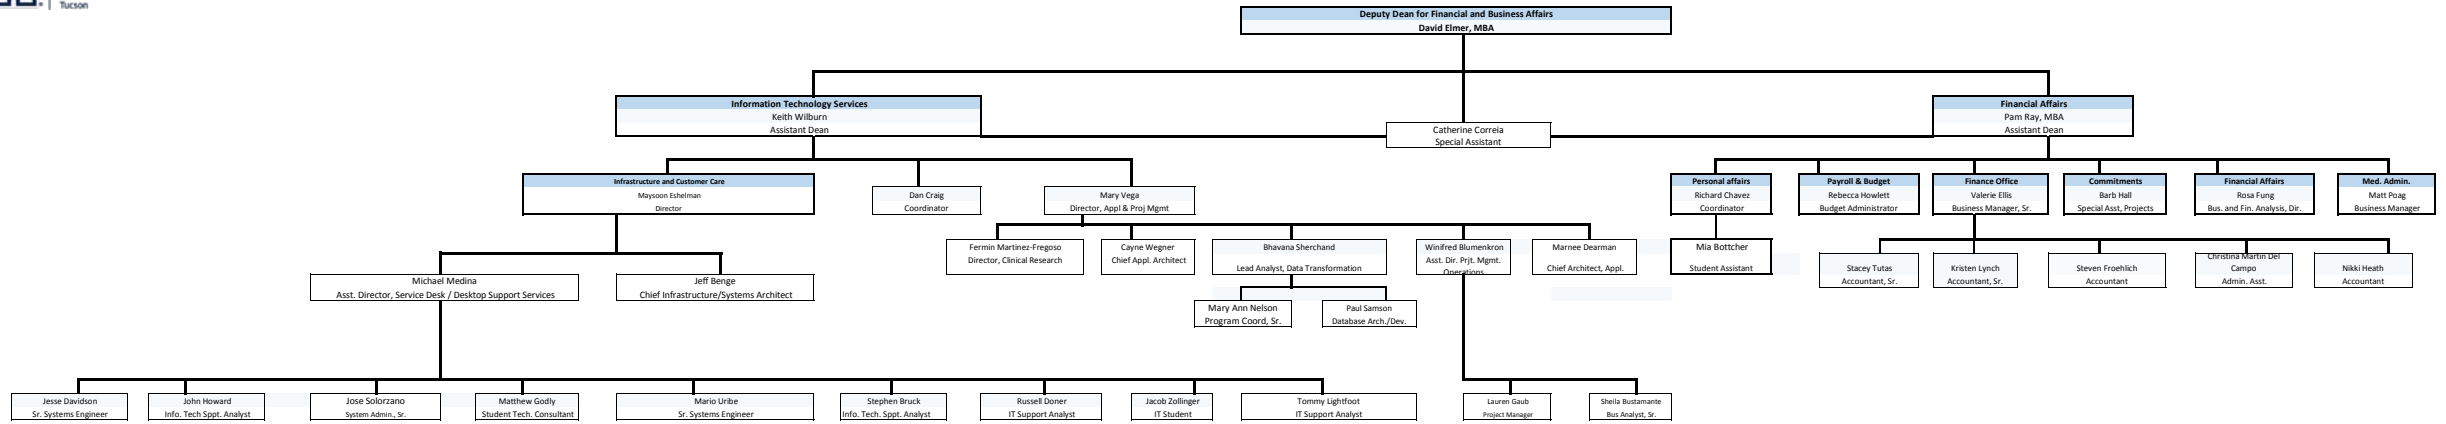 Tucson
Deputy Dean for Financial and Business Affairs
David Elmer, MBA
Information Technology Services
Keith Wilburn
Assistant Dean
Catherine Correia
Special Assistant
Financial Affairs
Pam Ray, MBA
Assistant Dean
Infrastructure and Customer Care
Maysoon Eshelman
Director
Dan Craig
Coordinator
Mary Vega
Director, Appl & Proj Mgmt
Personal affairs
Richard Chavez
Coordinator
Payroll & Budget
Rebecca Howlett
Budget Administrator
Finance Office
Valerie Ellis
Business Manager, Sr.
Commitments
Barb Hall
Special Asst, Projects
Financial Affairs
Rosa Fung
Bus. and Fin. Analysis, Dir.
Med. Admin.
Matt Poag
Business Manager
Fermin Martinez-Fregoso
Director, Clinical Research
Cayne Wegner
Chief Appl. Architect
Bhavana Sherchand
Lead Analyst, Data Transformation
Winifred Blumenkron
Asst. Dir. Prjt. Mgmt.
Operations
Marnee Dearman
Chief Architect, Appl.
Mia Bottcher
Student Assistant
Stacey Tutas
Accountant, Sr.
Kristen Lynch
Accountant, Sr.
Steven Froehlich
Accountant
Christina Martin Del
Campo
Admin. Asst.
Nikki Heath
Accountant
Michael Medina
Asst. Director, Service Desk / Desktop Support Services
Jeff Benge
Chief Infrastructure/Systems Architect
Mary Ann Nelson
Program Coord, Sr.
Paul Samson
Database Arch./Dev.
Jesse Davidson
Sr. Systems Engineer
John Howard
Info. Tech Sppt. Analyst
Jose Solorzano
System Admin., Sr.
Matthew Godly
Student Tech. Consultant
Mario Uribe
Sr. Systems Engineer
Stephen Bruck
Info. Tech. Sppt. Analyst
Russell Doner
IT Support Analyst
Jacob Zollinger
IT Student
Tommy Lightfoot
IT Support Analyst
Lauren Gaub
Project Manager
Sheila Bustamante
Bus Analyst, Sr.